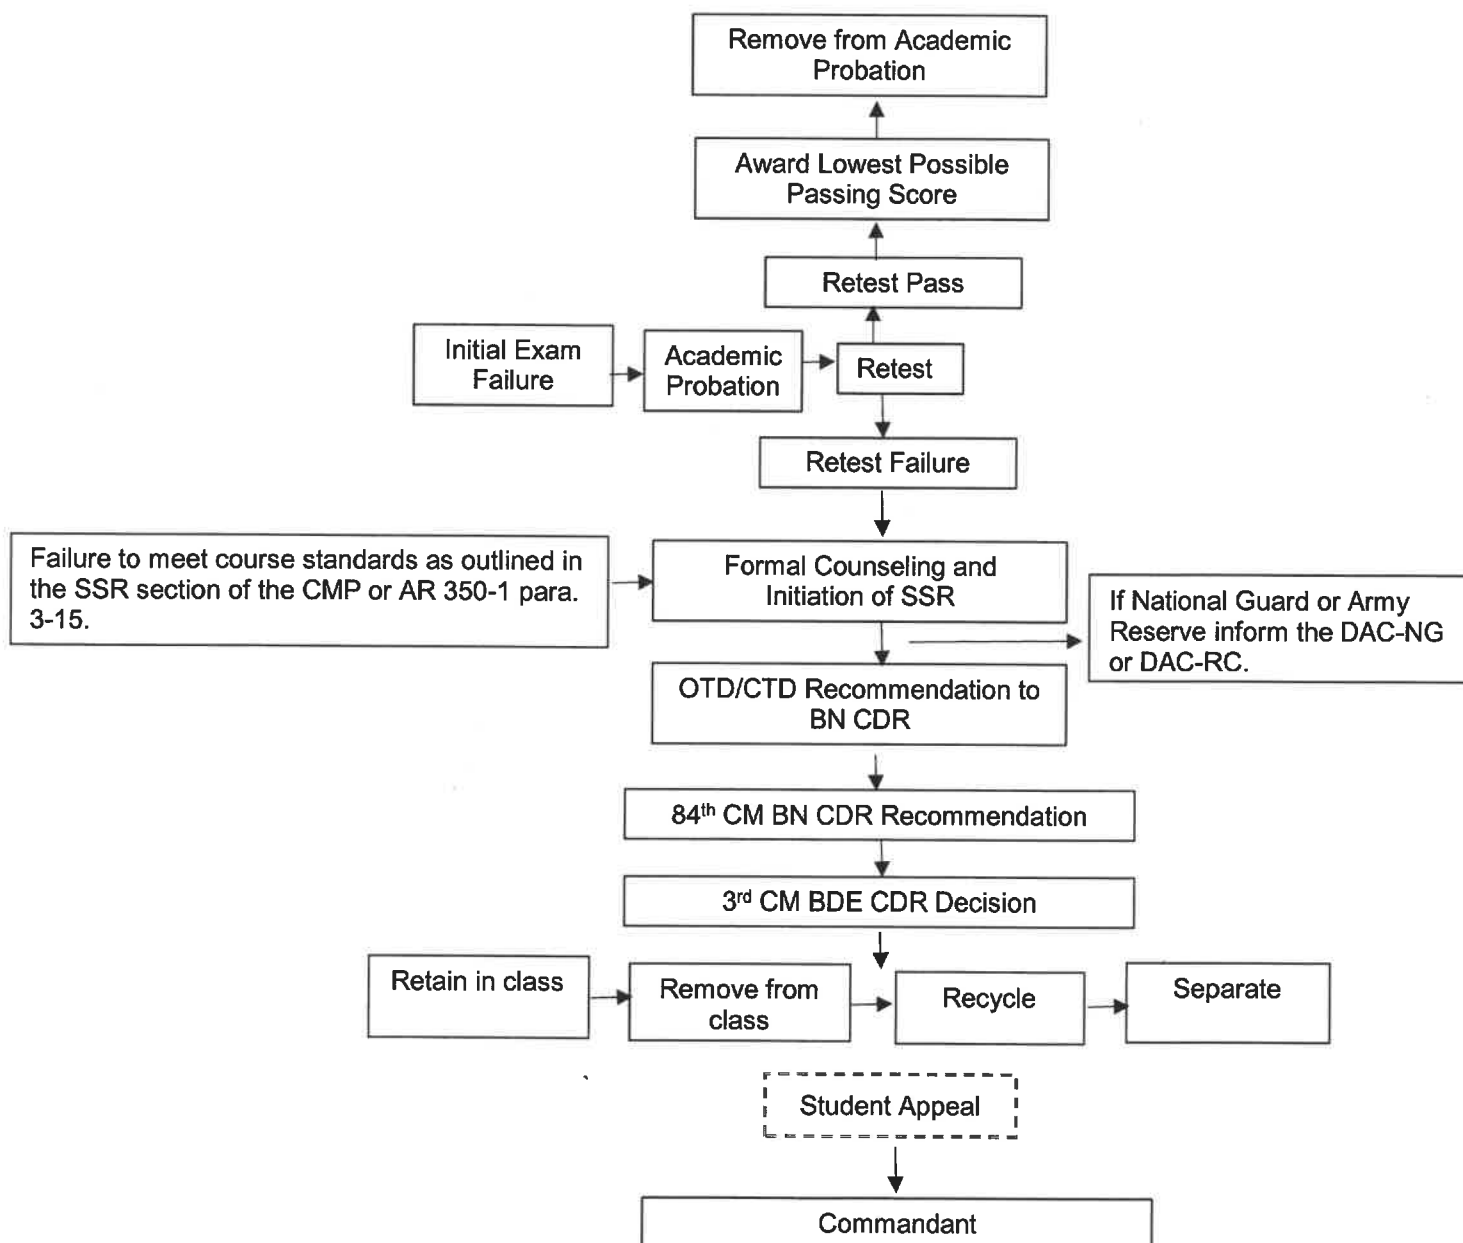 Remove from Academic
Probation
Award Lowest Possible
Passing Score
Retest Pass
Initial Exam
Failure
Academic
Probation
Retest
Retest Failure
Failure to meet course standards as outlined in
the SSR section of the CMP or AR 350-1 para.
3-15.
Formal Counseling and
Initiation of SSR
If National Guard or Army
Reserve inform the DAC-NG
or DAC-RC.
OTD/CTD Recommendation to
BN CDR
84th CM BN CDR Recommendation
3rd CM BDE CDR Decision
Retain in class
Remove from
class
Recycle
Separate
Student Appeal
Commandant